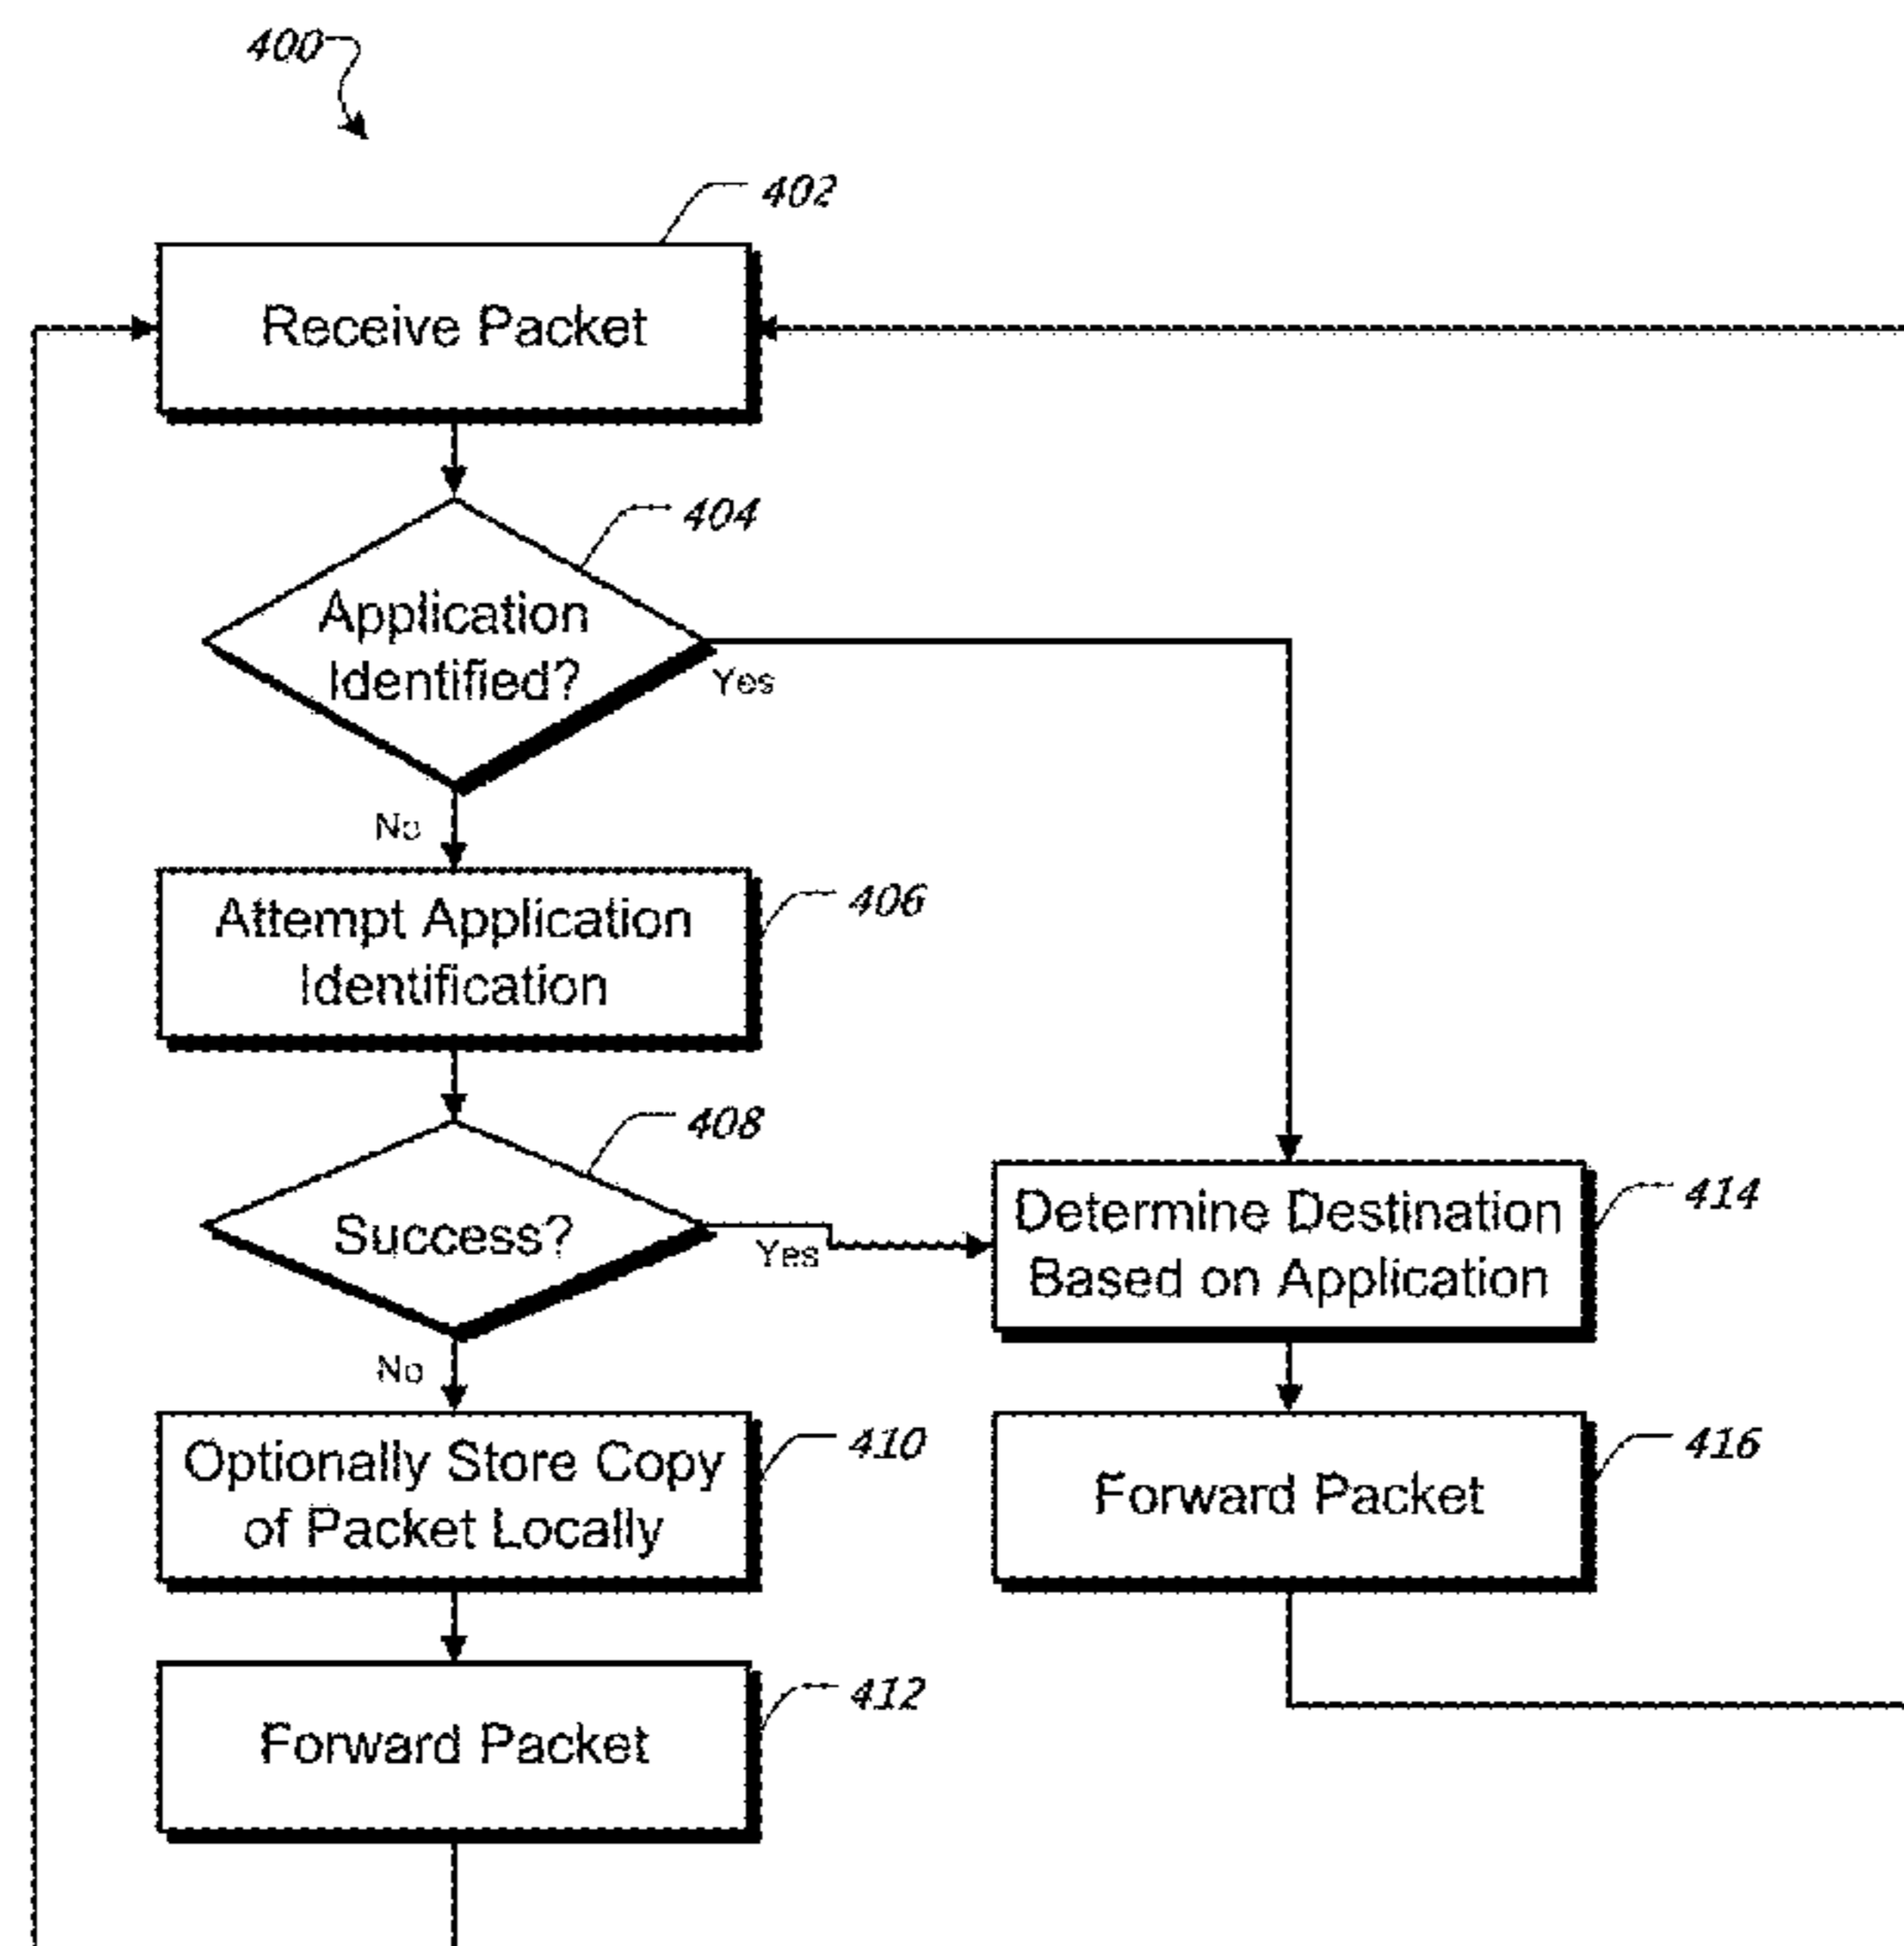 400
402
Receive Packet
404
Application
Identified?
Yes
No
Attempt Application
Identification
406
408
Success?
Yes
No
Determine Destination
Based on Application
414
Optionally Store Copy
of Packet Locally
410
Forward Packet
416
Forward Packet
412